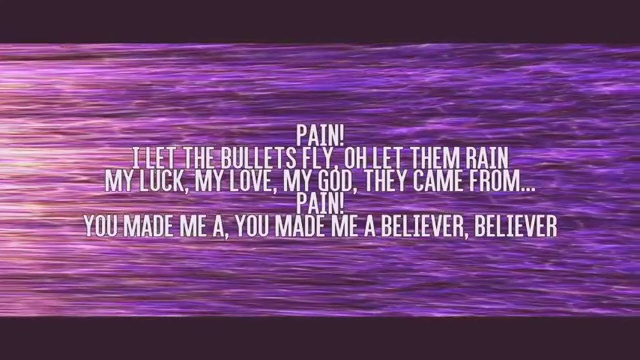 PAIN!
I LET THE BULLETS FLY, OH LET THEM RAIN
MY LUCK, MY LOVE, MY GOD, THEY CAME FROM...
PAIN!
YOU MADE ME A, YOU MADE ME A BELIEVER, BELIEVER